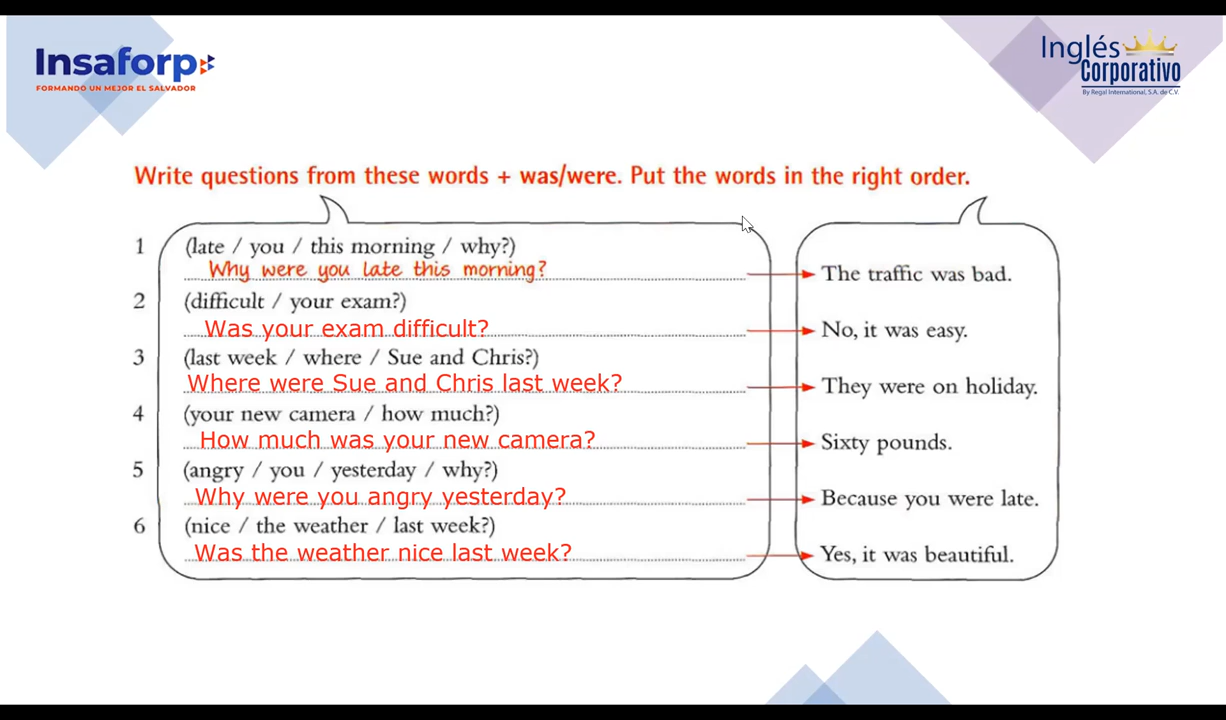 Insaforp
FORMANDO UN MEJOR EL SALVADOR
Inglés
Corporativo
By Regal International, S.A. de C.V.
Write questions from these words + was/were. Put the words in the right order.
1 (late / you / this morning / why?)
Why were you late this morning?
The traffic was bad.
2 (difficult / your exam?)
Was your exam difficult?
No, it was easy.
3 (last week / where / Sue and Chris?)
Where were Sue and Chris last week?
They were on holiday.
4 (your new camera / how much?)
How much was your new camera?
Sixty pounds.
5 (angry / you / yesterday / why?)
Why were you angry yesterday?
Because you were late.
6 (nice / the weather / last week?)
Was the weather nice last week?
Yes, it was beautiful.